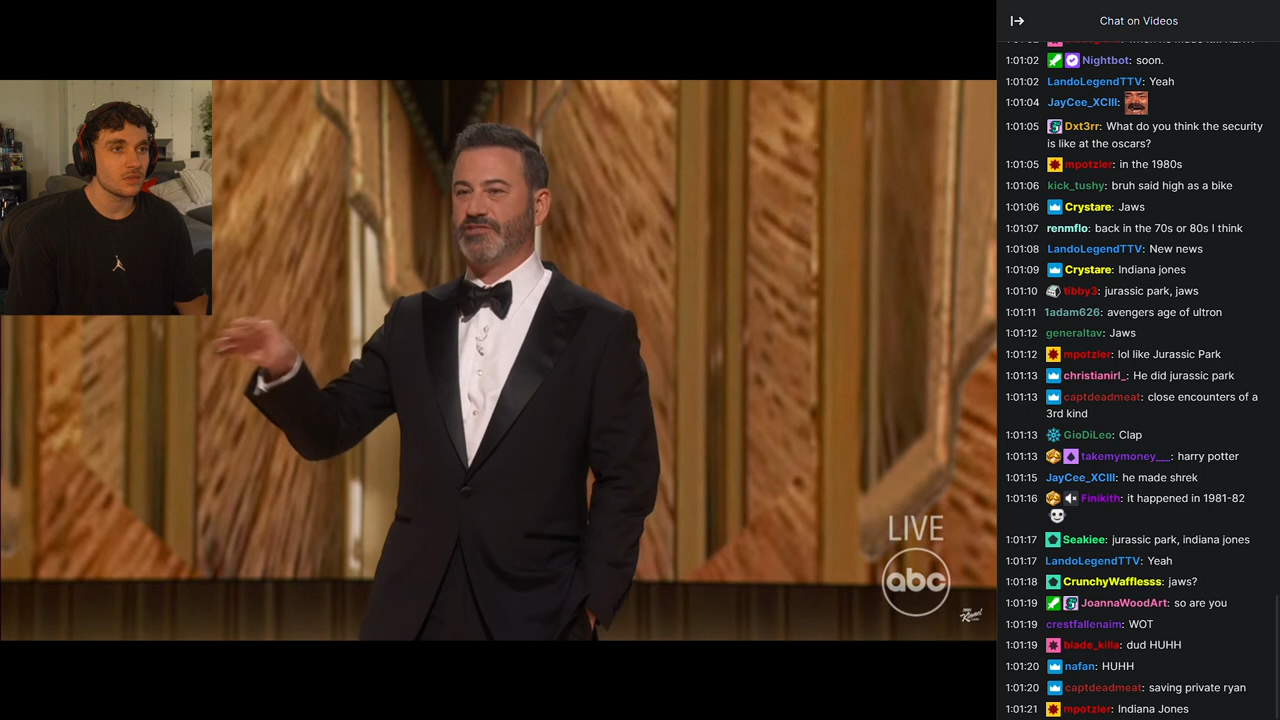 Chat on Videos
1:01:02 Nightbot: soon.
1:01:02 LandoLegendTTV: Yeah
1:01:04 JayCee_XCIII:
1:01:05 Dxt3rr: What do you think the security
is like at the oscars?
1:01:05 mpotzler: in the 1980s
1:01:06 kick_tushy: bruh said high as a bike
1:01:06 Crystare: Jaws
1:01:07 renmflo: back in the 70s or 80s I think
1:01:08 LandoLegendTTV: New news
1:01:09 Crystare: Indiana jones
1:01:10 tibby3: jurassic park, jaws
1:01:11 1adam626: avengers age of ultron
1:01:12 generaltav: Jaws
1:01:12 mpotzler: lol like Jurassic Park
1:01:13 christianirl_: He did jurassic park
1:01:13 captdeadmeat: close encounters of a
3rd kind
1:01:13 GioDiLeo: Clap
1:01:13 takemymoney___: harry potter
1:01:15 JayCee_XCIII: he made shrek
1:01:16 Finikith: it happened in 1981-82
1:01:17 Seakiee: jurassic park, indiana jones
1:01:17 LandoLegendTTV: Yeah
1:01:18 CrunchyWafflesss: jaws?
1:01:19 JoannaWoodArt: so are you
1:01:19 crestfallenaim: WOT
1:01:19 blade_killa: dud HUHH
1:01:20 nafan: HUHH
1:01:20 captdeadmeat: saving private ryan
1:01:21 mpotzler: Indiana Jones
LIVE
abc
Kimmel